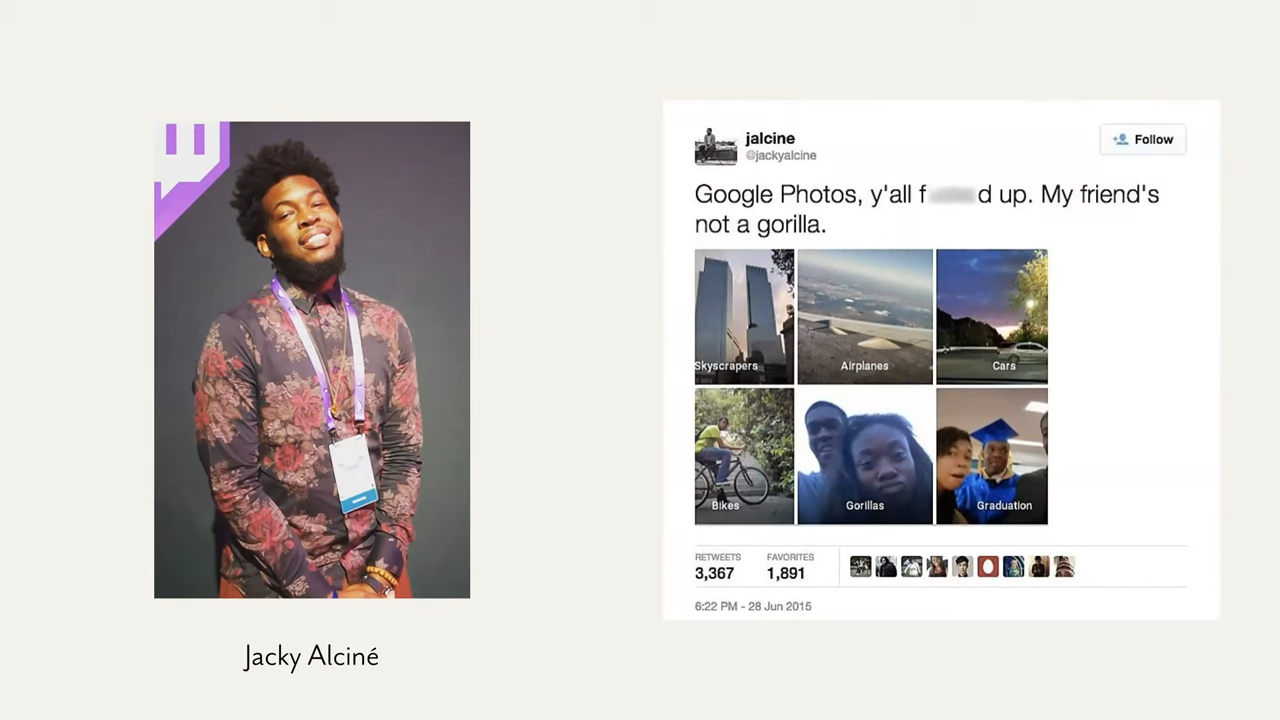 jalcine
@jackyalcine
Follow
Google Photos, y'all f d up. My friend's
not a gorilla.
Skyscrapers
Airplanes
Cars
Bikes
Gorillas
Graduation
RETWEETS
FAVORITES
3,367
1,891
6:22 PM - 28 Jun 2015
Jacky Alciné